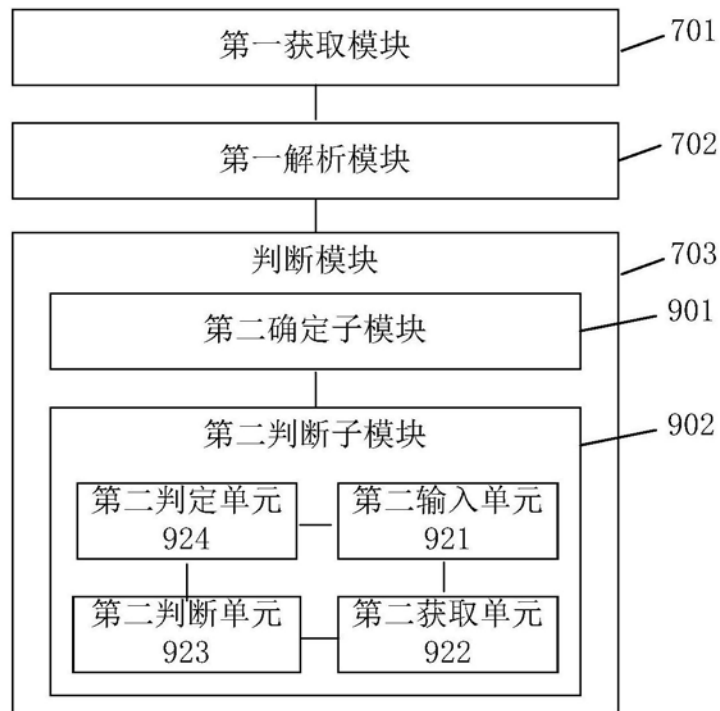 第一获取模块
701
第一解析模块
702
判断模块
703
第二确定子模块
901
第二判断子模块
902
第二判定单元
924
第二输入单元
921
第二判断单元
923
第二获取单元
922